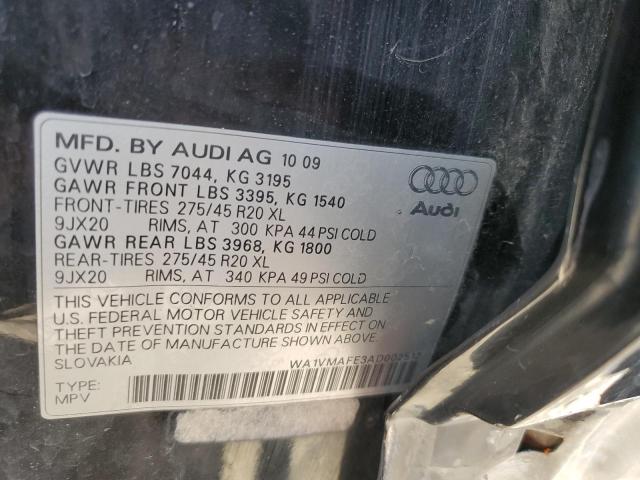 MFD. BY AUDI AG 10 09
GVWR LBS 7044, KG 3195
GAWR FRONT LBS 3395, KG 1540
FRONT-TIRES 275/45 R20 XL
9JX20 RIMS, AT 300 KPA 44 PSI COLD
GAWR REAR LBS 3968, KG 1800
REAR-TIRES 275/45 R20 XL
9JX20 RIMS, AT 340 KPA 49 PSI COLD
Audi
THIS VEHICLE CONFORMS TO ALL APPLICABLE
U.S. FEDERAL MOTOR VEHICLE SAFETY AND
THEFT PREVENTION STANDARDS IN EFFECT ON
THE DATE OF MANUFACTURE SHOWN ABOVE.
SLOVAKIA
WA1VMAFE3AD002512
TYPE:
MPV